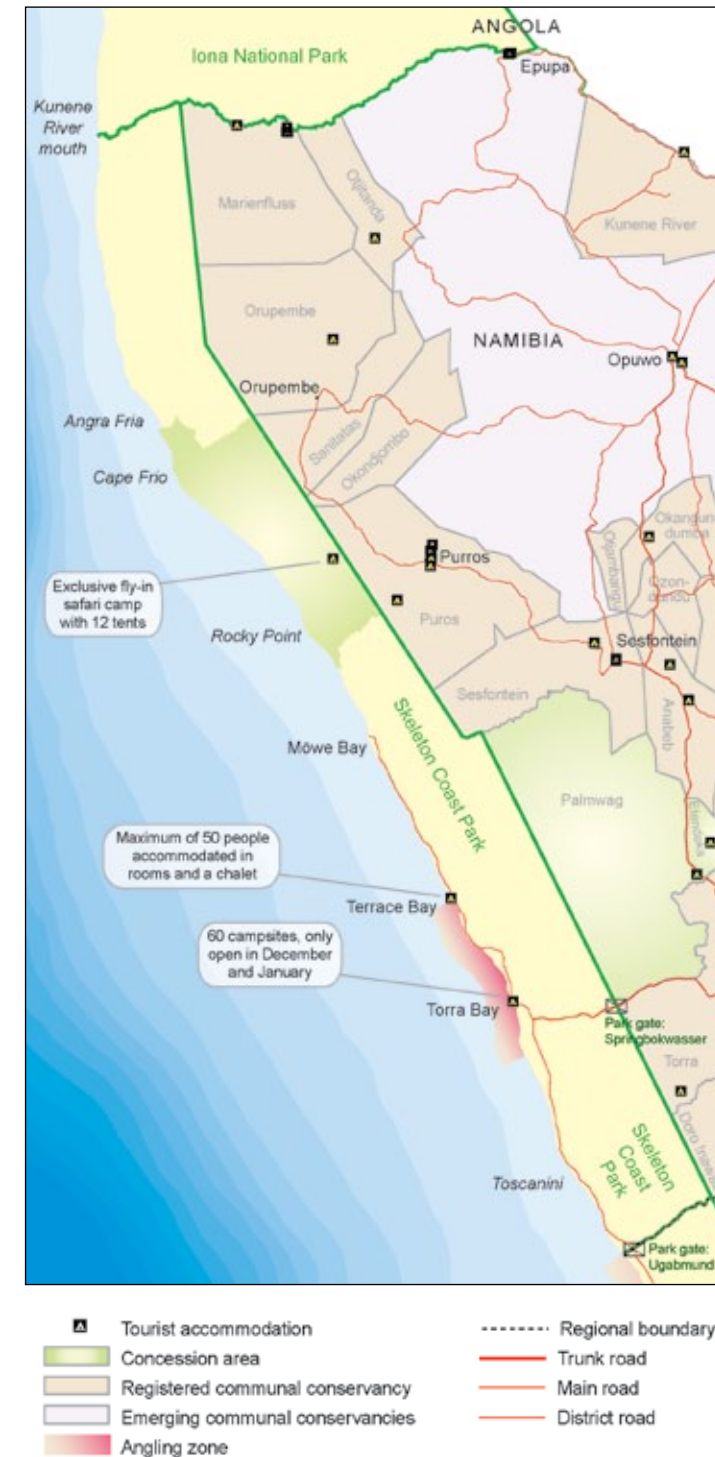 ANGOLA
Iona National Park
Epupa
Kunene
River
mouth
Marienfluss
Otjitanda
Kunene River
Orupembe
NAMIBIA
Opuwo
Orupembe
Angra Fria
Sanitatas
Okondjombo
Cape Frio
Okangun
dumba
Purros
Exclusive fly-in
safari camp
with 12 tents
Ozon-
dundu
Puros
Rocky Point
Sesfontein
Sesfontein
Anabeb
Skeleton Coast Park
Möwe Bay
Palmwag
Maximum of 50 people
accommodated in
rooms and a chalet
Terrace Bay
60 campsites, only
open in December
and January
Torra Bay
Park gate:
Springbokwasser
Torra
Skeleton
Coast
Park
Toscanini
Park gate:
Ugabmund
Tourist accommodation
Concession area
Registered communal conservancy
Emerging communal conservancies
Angling zone
Regional boundary
Trunk road
Main road
District road